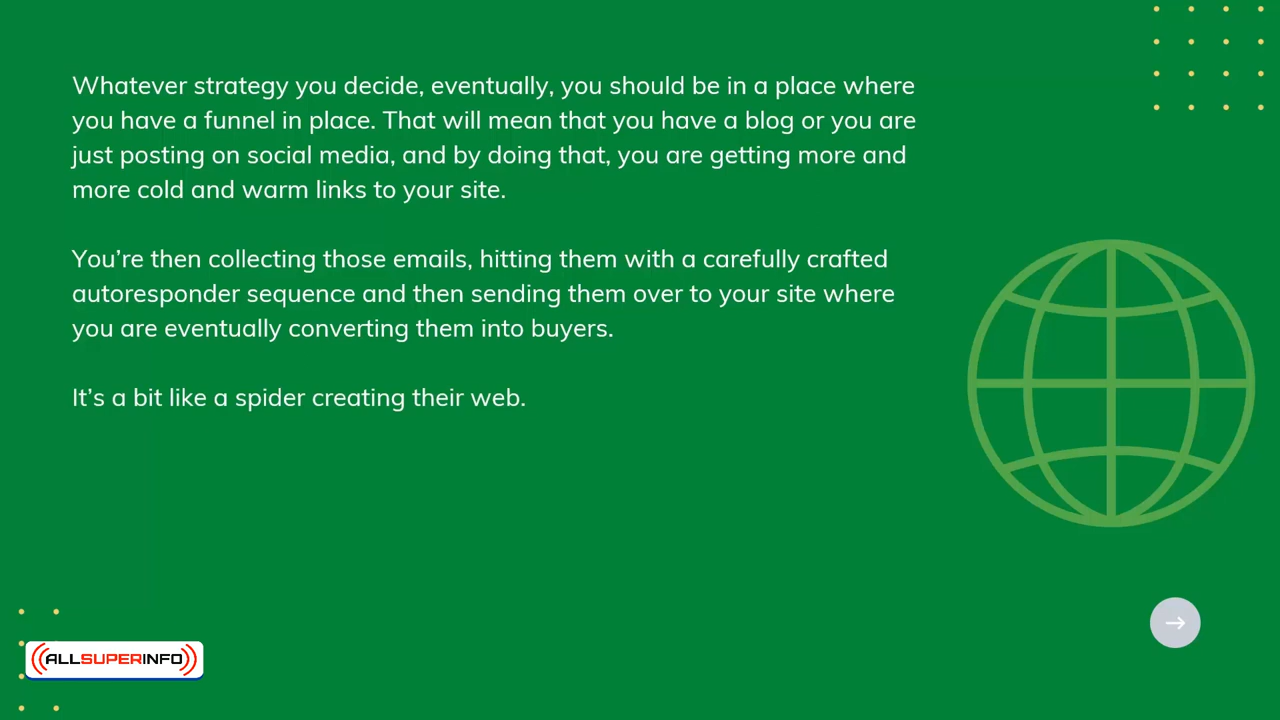 Whatever strategy you decide, eventually, you should be in a place where
you have a funnel in place. That will mean that you have a blog or you are
just posting on social media, and by doing that, you are getting more and
more cold and warm links to your site.
You’re then collecting those emails, hitting them with a carefully crafted
autoresponder sequence and then sending them over to your site where
you are eventually converting them into buyers.
It’s a bit like a spider creating their web.
ALLSUPERINFO